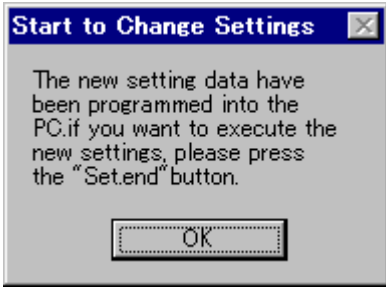 Start to Change Settings
The new setting data have
been programmed into the
PC.if you want to execute the
new settings, please press
the "Set.end"button.
OK